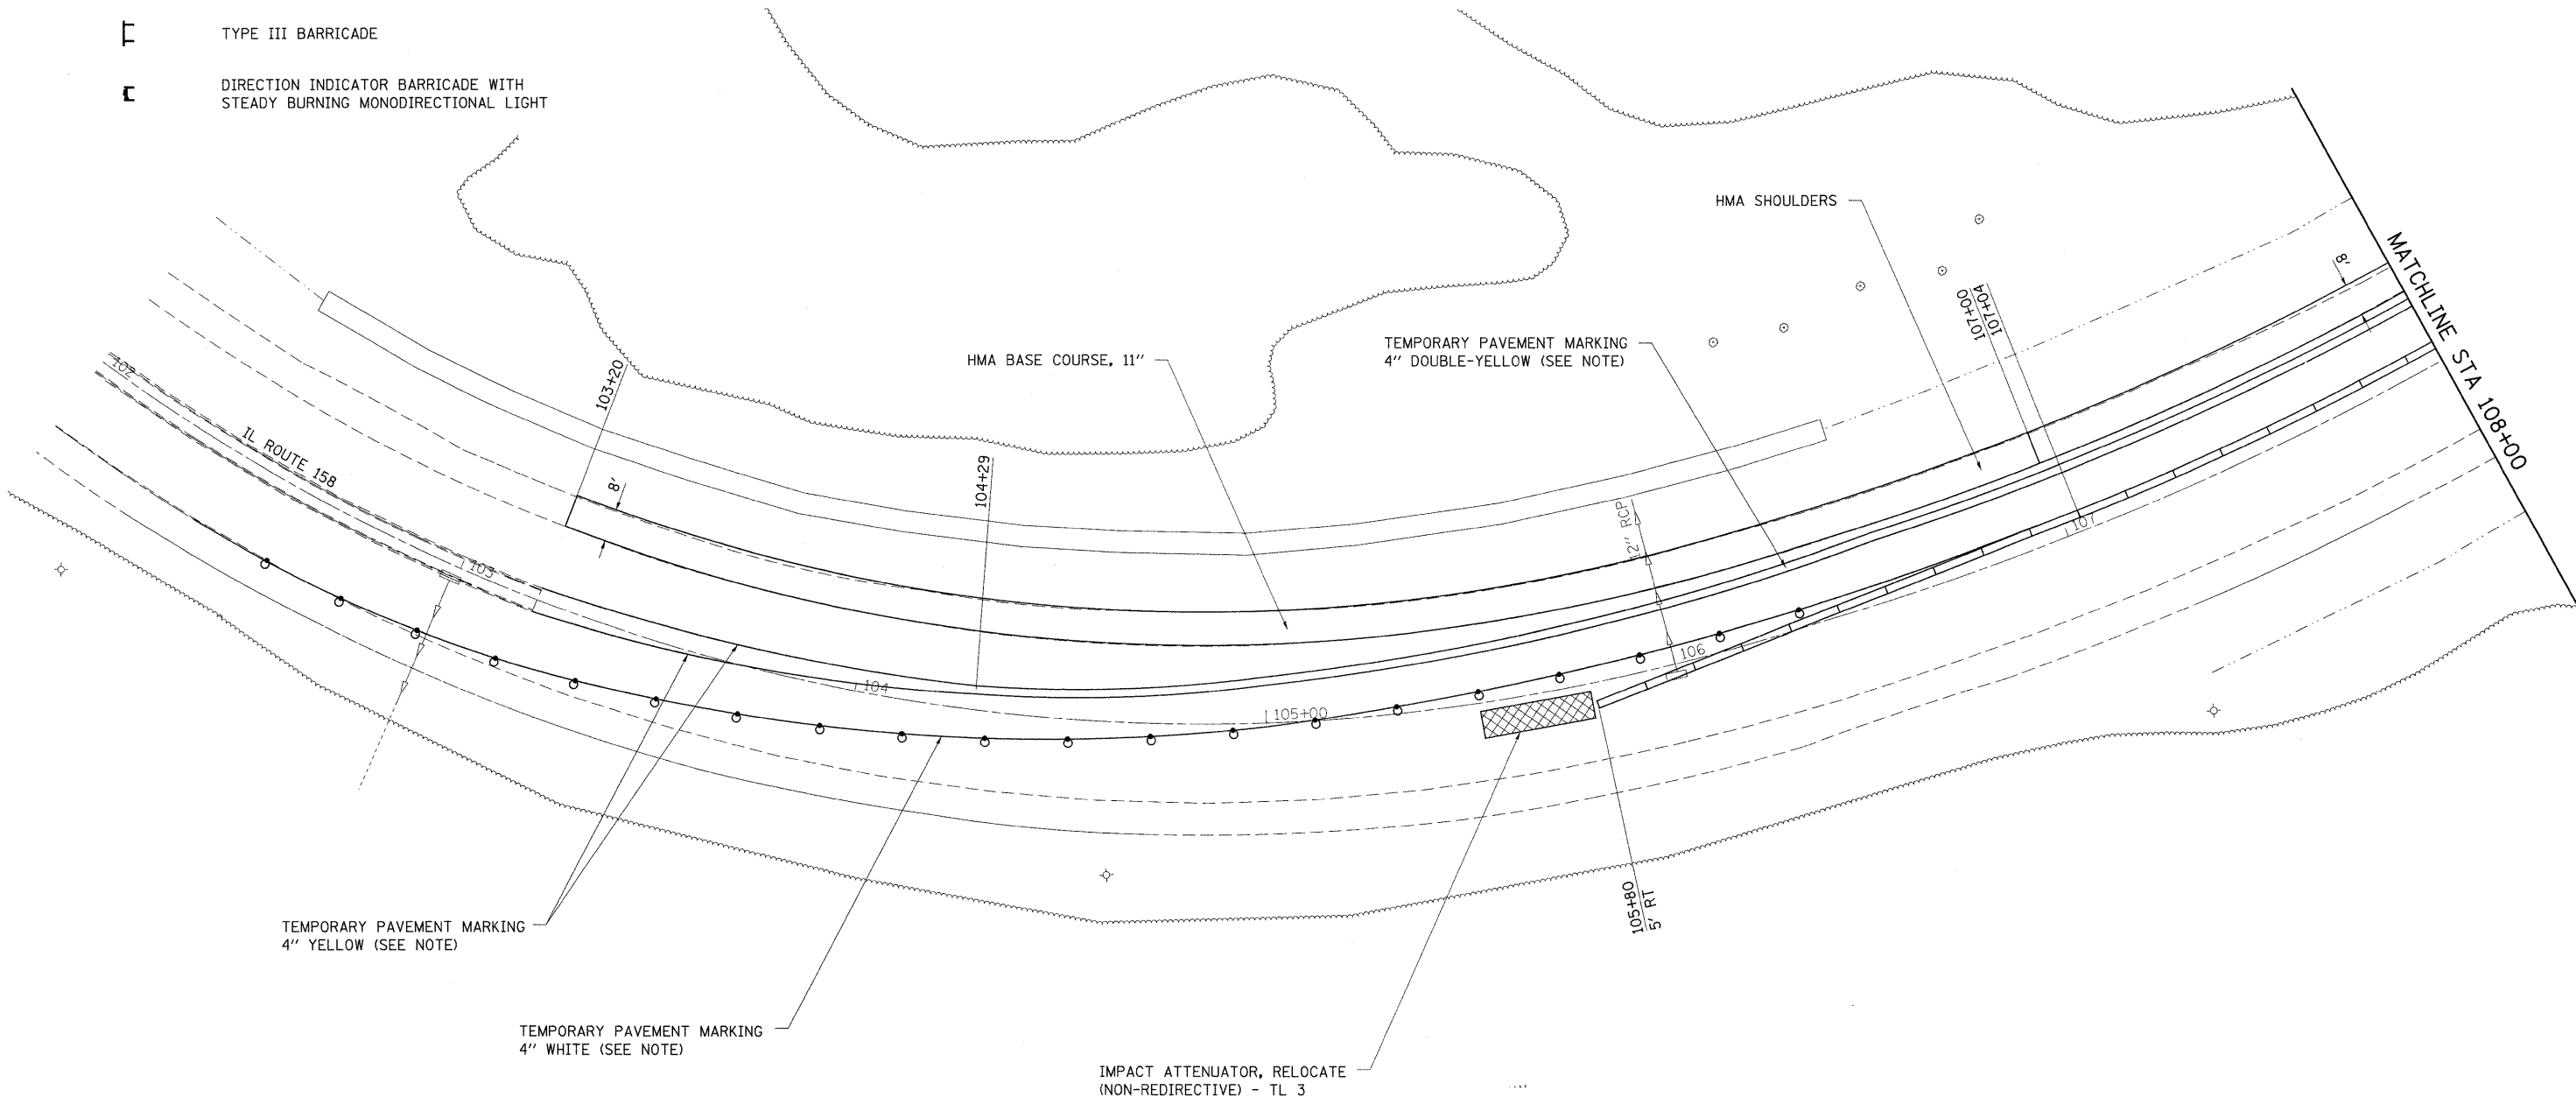 TYPE III BARRICADE
DIRECTION INDICATOR BARRICADE WITH
STEADY BURNING MONODIRECTIONAL LIGHT
HMA SHOULDERS
MATCHLINE STA 108+00
8'
107+00
107+04
TEMPORARY PAVEMENT MARKING
4" DOUBLE-YELLOW (SEE NOTE)
HMA BASE COURSE, 11"
103+20
102
IL ROUTE 158
8'
104+29
12" RCP
103
104
105+00
106
107
105+80
5' RT
TEMPORARY PAVEMENT MARKING
4" YELLOW (SEE NOTE)
TEMPORARY PAVEMENT MARKING
4" WHITE (SEE NOTE)
IMPACT ATTENUATOR, RELOCATE
(NON-REDIRECTIVE) - TL 3